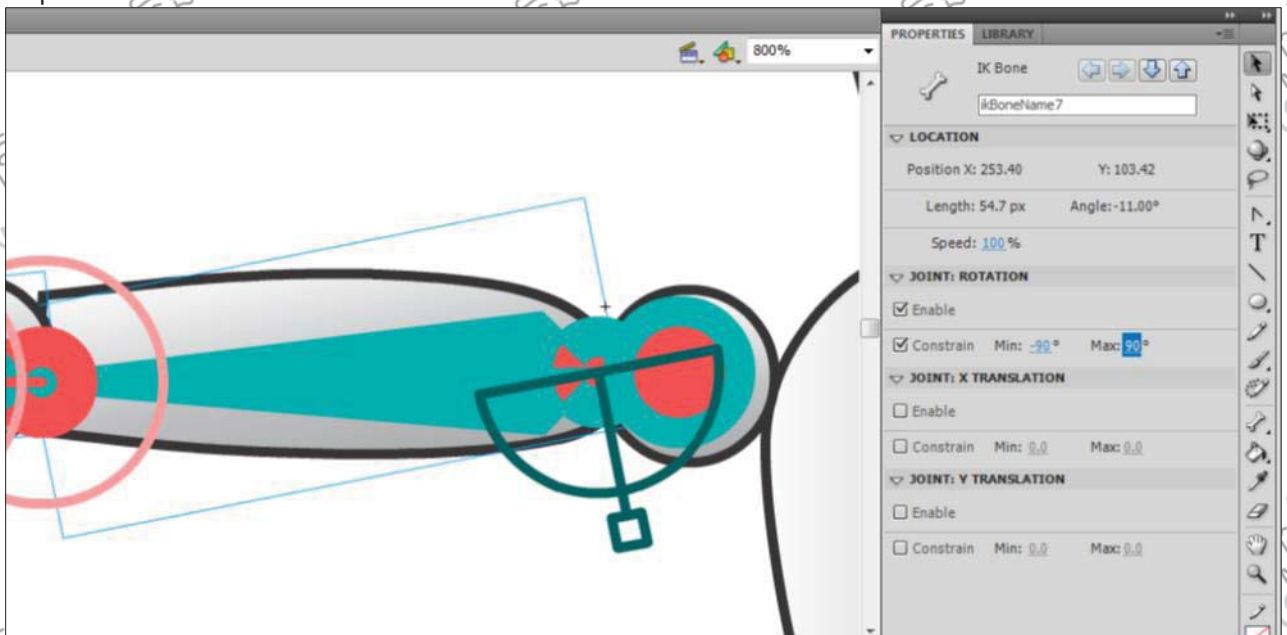 800%
PROPERTIES LIBRARY
IK Bone
ikBoneName7
LOCATION
Position X: 253.40 Y: 103.42
Length: 54.7 px Angle:-11.00°
Speed: 100 %
JOINT: ROTATION
Enable
Constrain Min: -90° Max: 90°
JOINT: X TRANSLATION
Enable
Constrain Min: 0.0 Max: 0.0
JOINT: Y TRANSLATION
Enable
Constrain Min: 0.0 Max: 0.0
T